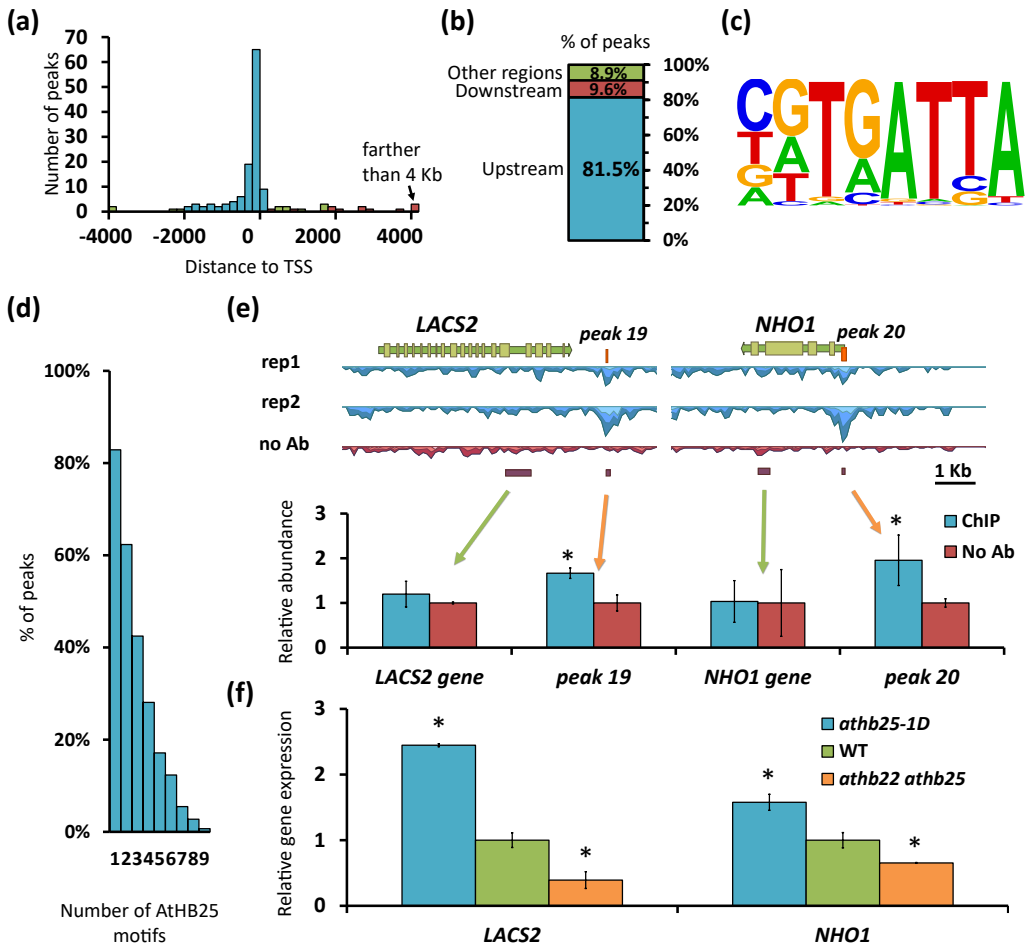 (a)
Number of peaks
70
60
50
40
30
20
10
0
farther
than 4 Kb
-4000 -2000 0 2000 4000
Distance to TSS
(b)
% of peaks
Other regions 8.9%
Downstream 9.6%
Upstream 81.5%
100%
80%
60%
40%
20%
0%
(c)
CGTGATTA
TATAC
GTCG
A
(d)
% of peaks
100%
80%
60%
40%
20%
0%
123456789
Number of AtHB25
motifs
(e)
LACS2 peak 19 NHO1 peak 20
rep1
rep2
no Ab
1 Kb
Relative abundance
3
2
1
0
* *
ChIP
No Ab
LACS2 gene peak 19 NHO1 gene peak 20
(f)
Relative gene expression
3
2
1
0
* * * *
athb25-1D
WT
athb22 athb25
LACS2 NHO1